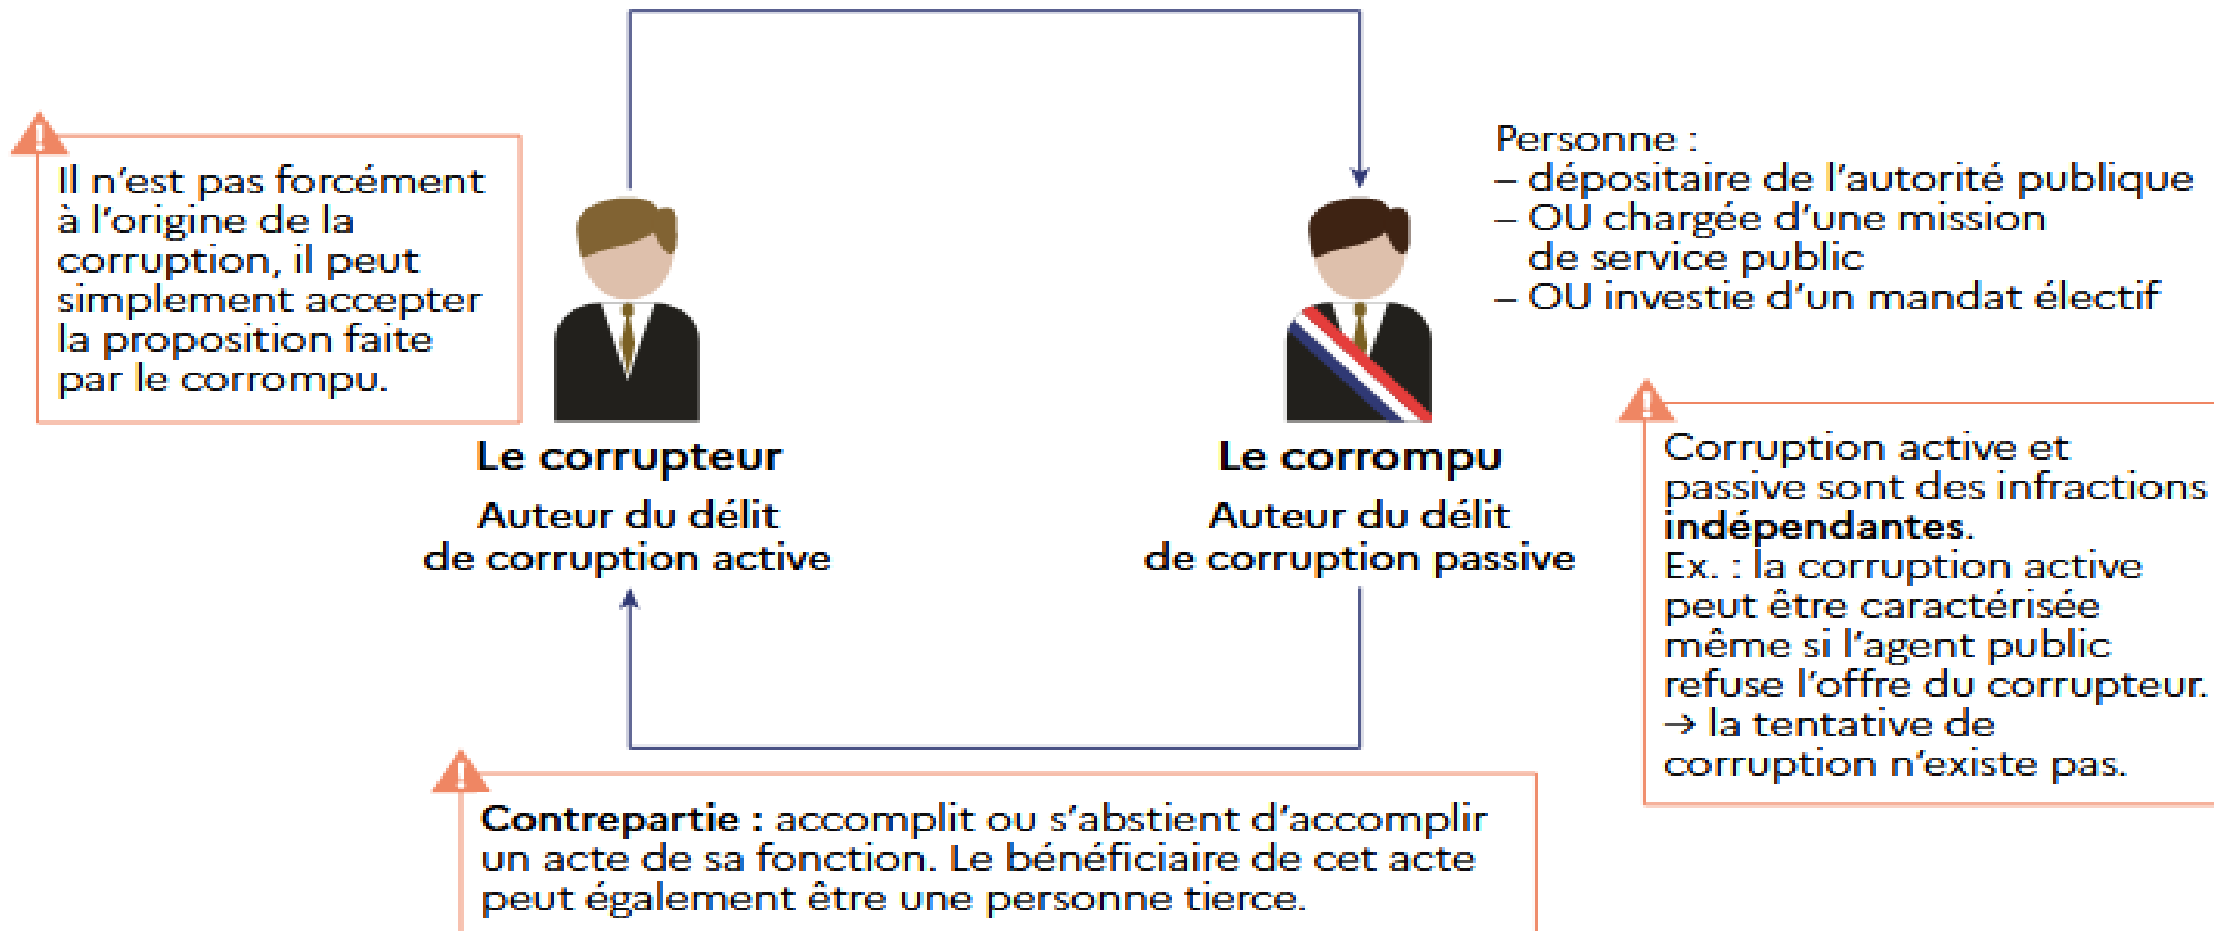 Il n'est pas forcément
à l'origine de la
corruption, il peut
simplement accepter
la proposition faite
par le corrompu.
Le corrupteur
Auteur du délit
de corruption active
Personne :
– dépositaire de l'autorité publique
– OU chargée d'une mission
de service public
– OU investie d'un mandat électif
Le corrompu
Auteur du délit
de corruption passive
Corruption active et
passive sont des infractions
indépendantes.
Ex. : la corruption active
peut être caractérisée
même si l'agent public
refuse l'offre du corrupteur.
→ la tentative de
corruption n'existe pas.
Contrepartie : accomplit ou s'abstient d'accomplir
un acte de sa fonction. Le bénéficiaire de cet acte
peut également être une personne tierce.